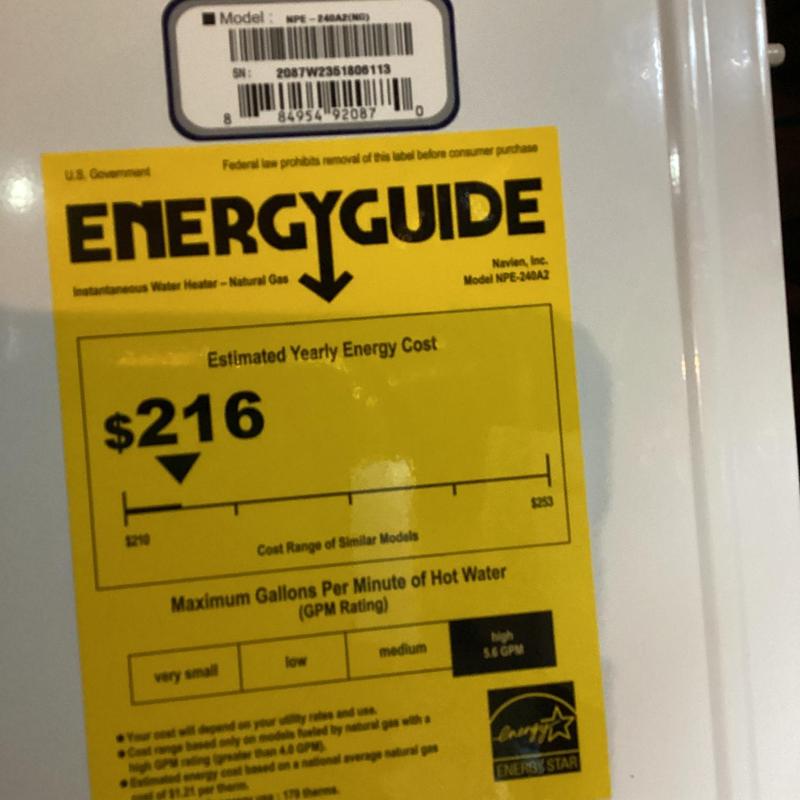 Model : NPE - 240A2(NG)
SN : 2087W2351806113
8 84954 92087 0
U.S. Government Federal law prohibits removal of this label before consumer purchase
ENERGYGUIDE
Instantaneous Water Heater – Natural Gas
Navien, Inc.
Model NPE-240A2
Estimated Yearly Energy Cost
$216
$210 $253
Cost Range of Similar Models
Maximum Gallons Per Minute of Hot Water
(GPM Rating)
very small low medium high
5.6 GPM
• Your cost will depend on your utility rates and use.
• Cost range based only on models fueled by natural gas with a
high GPM rating (greater than 4.0 GPM).
• Estimated energy cost based on a national average natural gas
cost of $1.21 per therm.
use : 179 therms.
energy
ENERGY STAR